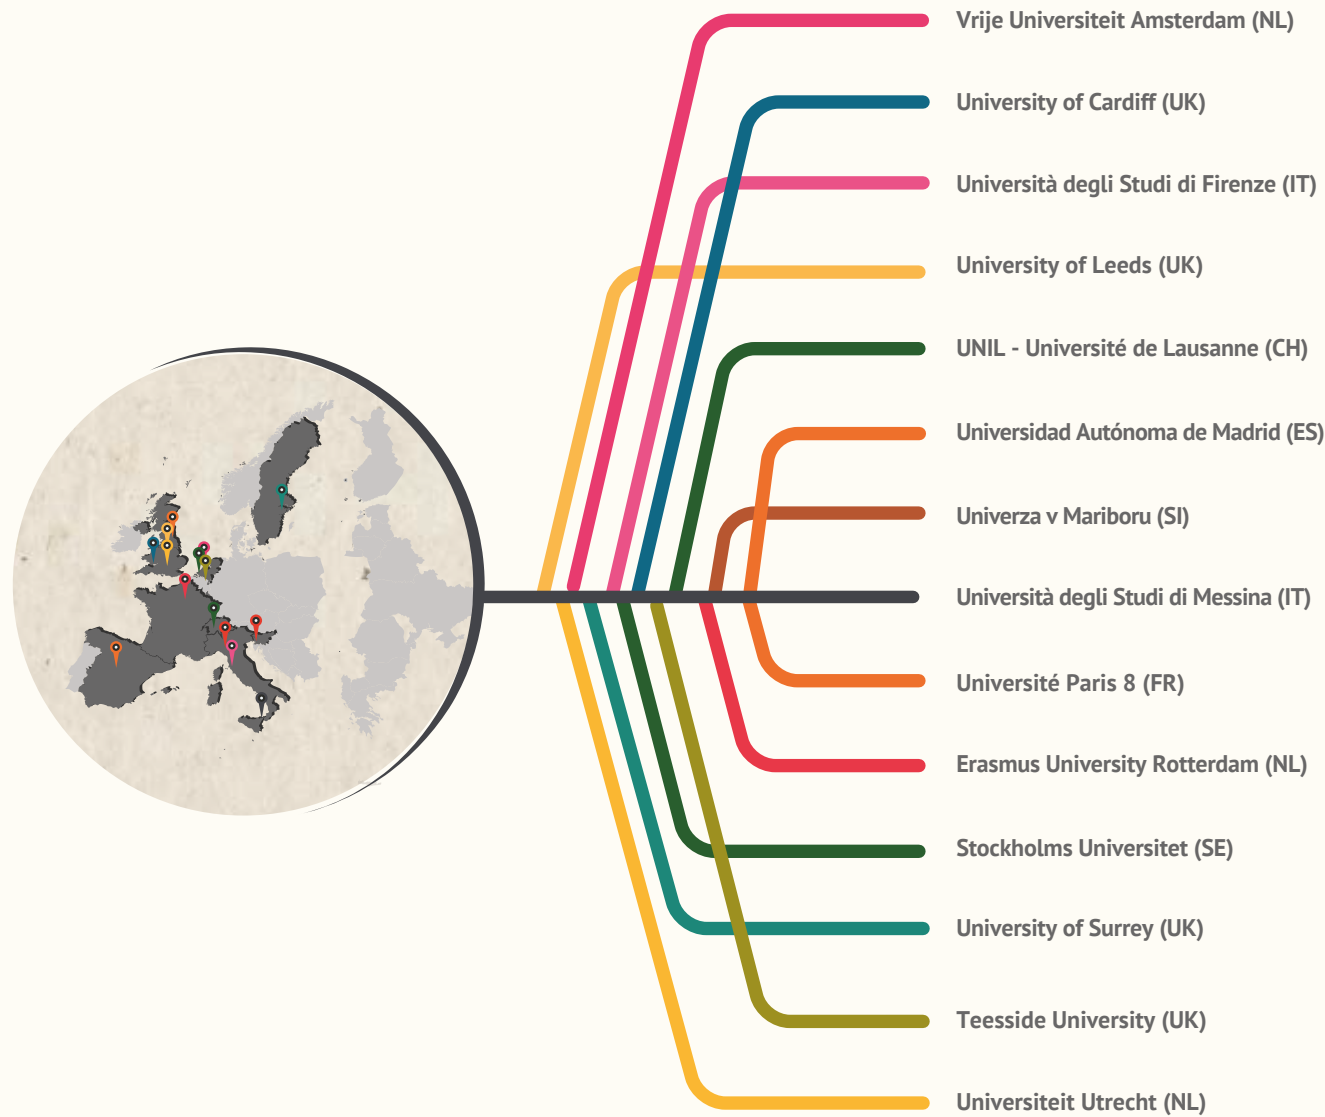 Vrije Universiteit Amsterdam (NL)
University of Cardiff (UK)
Università degli Studi di Firenze (IT)
University of Leeds (UK)
UNIL - Université de Lausanne (CH)
Universidad Autónoma de Madrid (ES)
Univerza v Mariboru (SI)
Università degli Studi di Messina (IT)
Université Paris 8 (FR)
Erasmus University Rotterdam (NL)
Stockholms Universitet (SE)
University of Surrey (UK)
Teesside University (UK)
Universiteit Utrecht (NL)